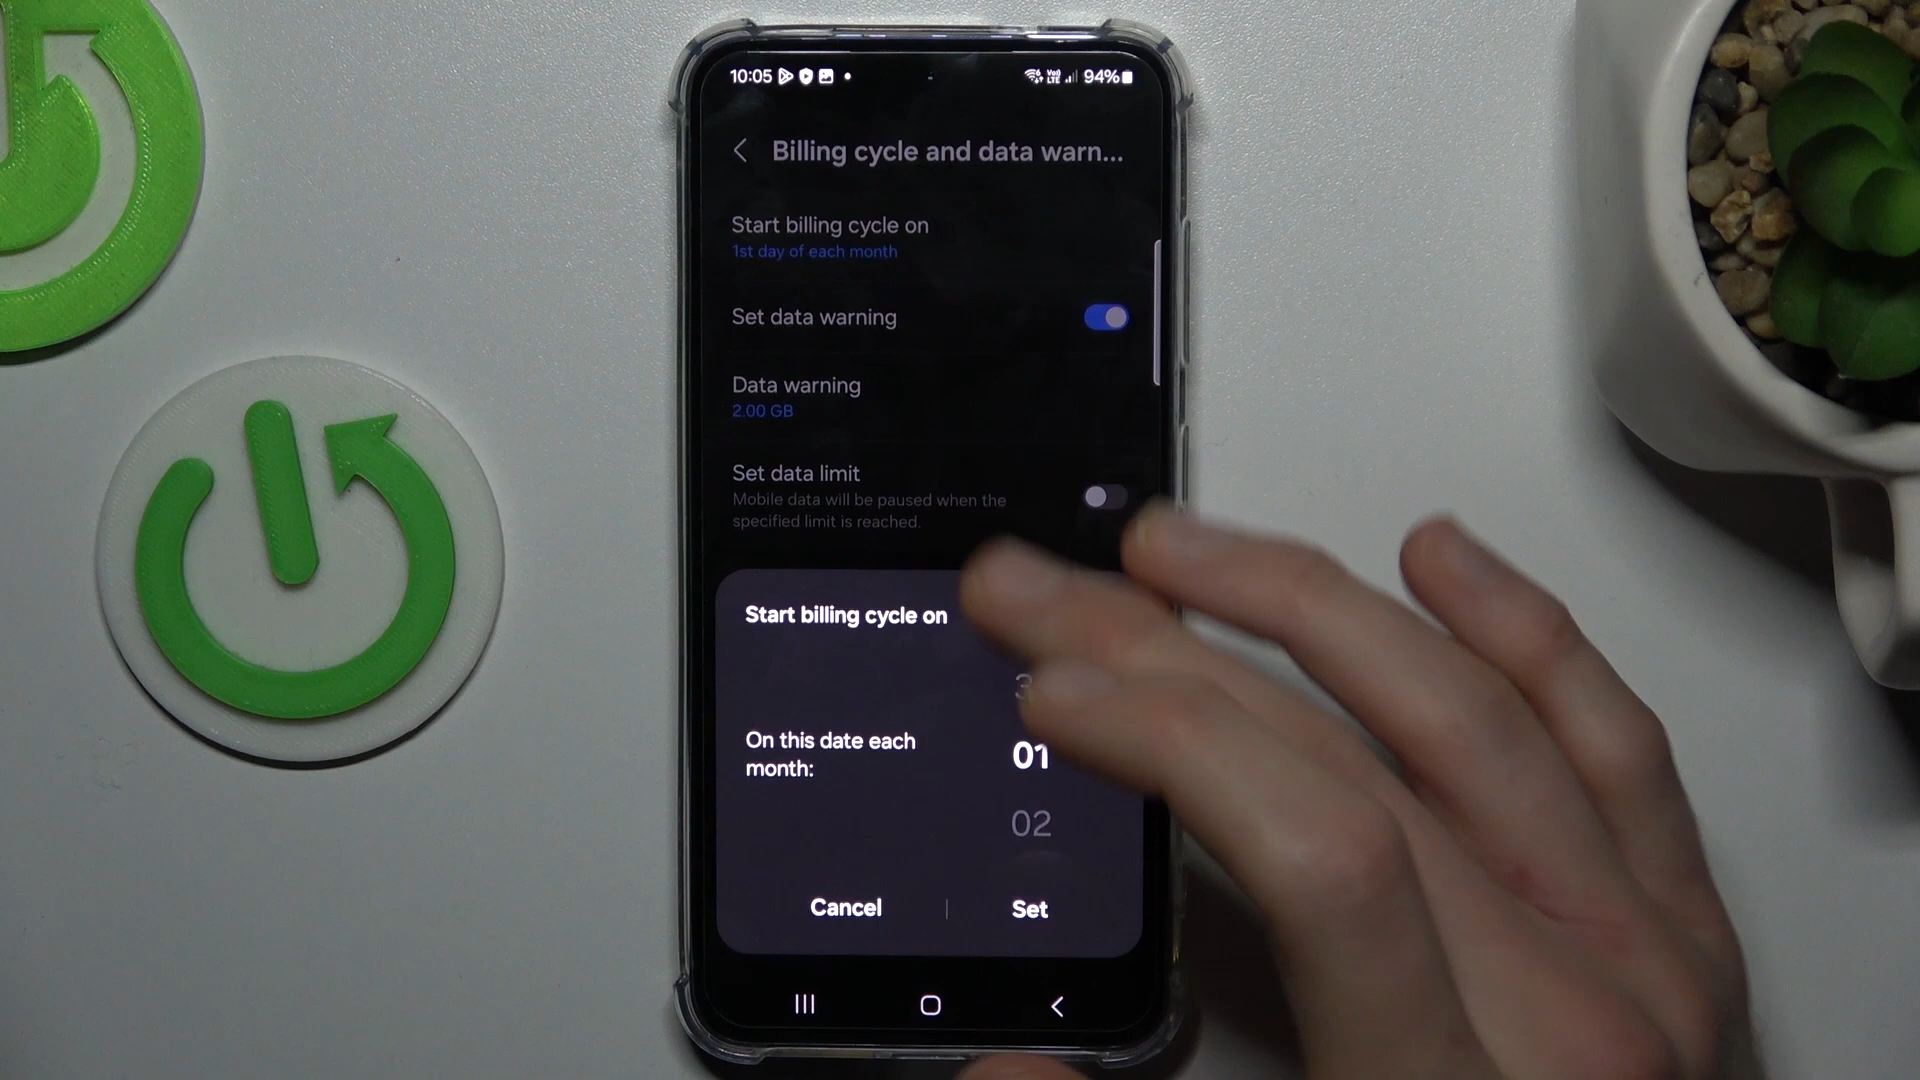 10:05 94%
Billing cycle and data warn...
Start billing cycle on
1st day of each month
Set data warning
Data warning
2.00 GB
Set data limit
Mobile data will be paused when the
specified limit is reached.
Start billing cycle on
On this date each
month:
01
02
Cancel
Set